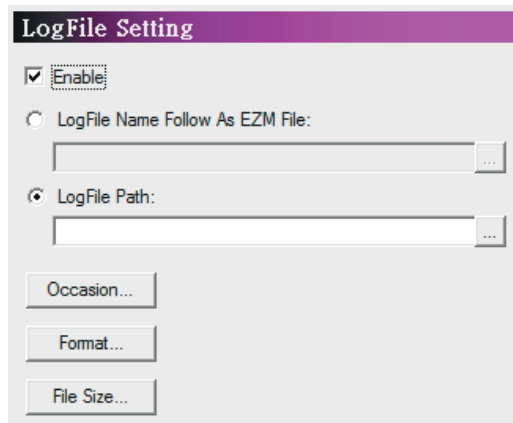 LogFile Setting
Enable
LogFile Name Follow As EZM File:
...
LogFile Path:
...
Occasion...
Format...
File Size...